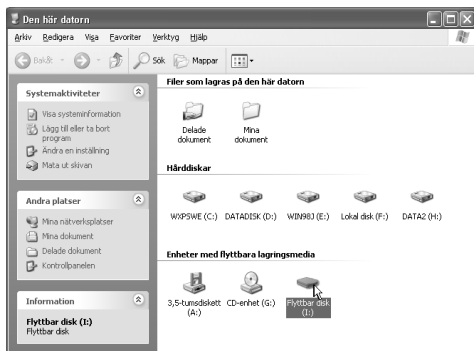 Den här datorn
Arkiv Redigera Visa Favoriter Verktyg Hjälp
Bakåt Sök Mappar
Systemaktiviteter
Visa systeminformation
Lägg till eller ta bort
program
Ändra en inställning
Mata ut skivan
Andra platser
Mina nätverksplatser
Mina dokument
Delade dokument
Kontrollpanelen
Information
Flyttbar disk (I:)
Flyttbar disk
Filer som lagras på den här datorn
Delade dokument
Mina dokument
Hårddiskar
WXPSWE (C:) DATADISK (D:) WIN98J (E:) Lokal disk (F:) DATA2 (H:)
Enheter med flyttbara lagringsmedia
3,5-tumsdiskett (A:)
CD-enhet (G:)
Flyttbar disk (I:)